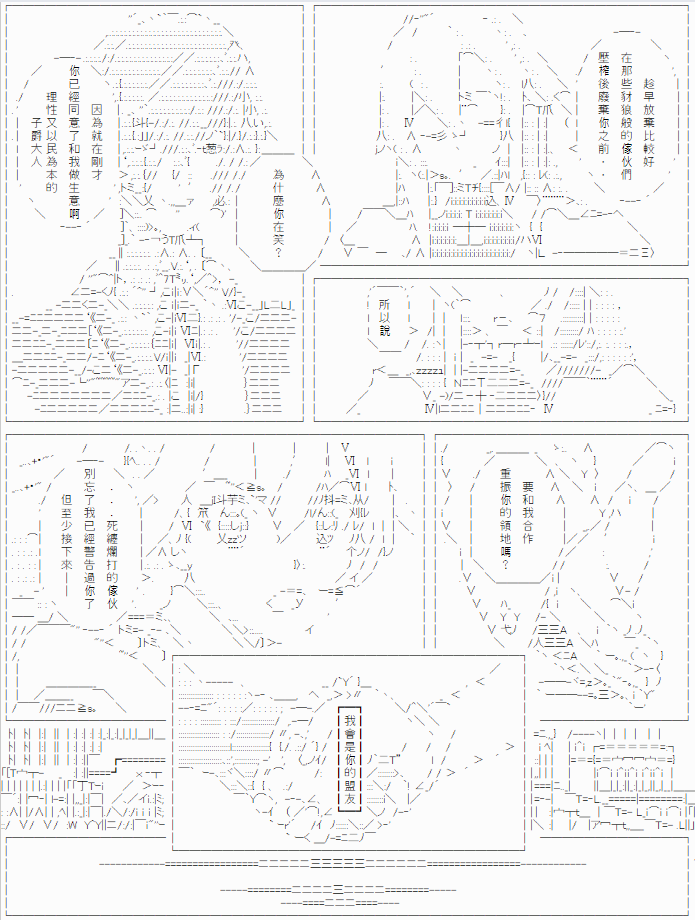 因為就在剛才
你已經同意了和我做生意啊
理性又以民為本的
子爵大人
為什麼你在笑?
趁早放棄比較好
在那些豺狼般的傢伙們
壓榨後廢棄你之前・・
所以說!
・・・死纏爛打的傢伙
別忘了我已經警告過你了
但至少接下來——
要和我合作
重振你的領地嗎?
我會是你的盟友